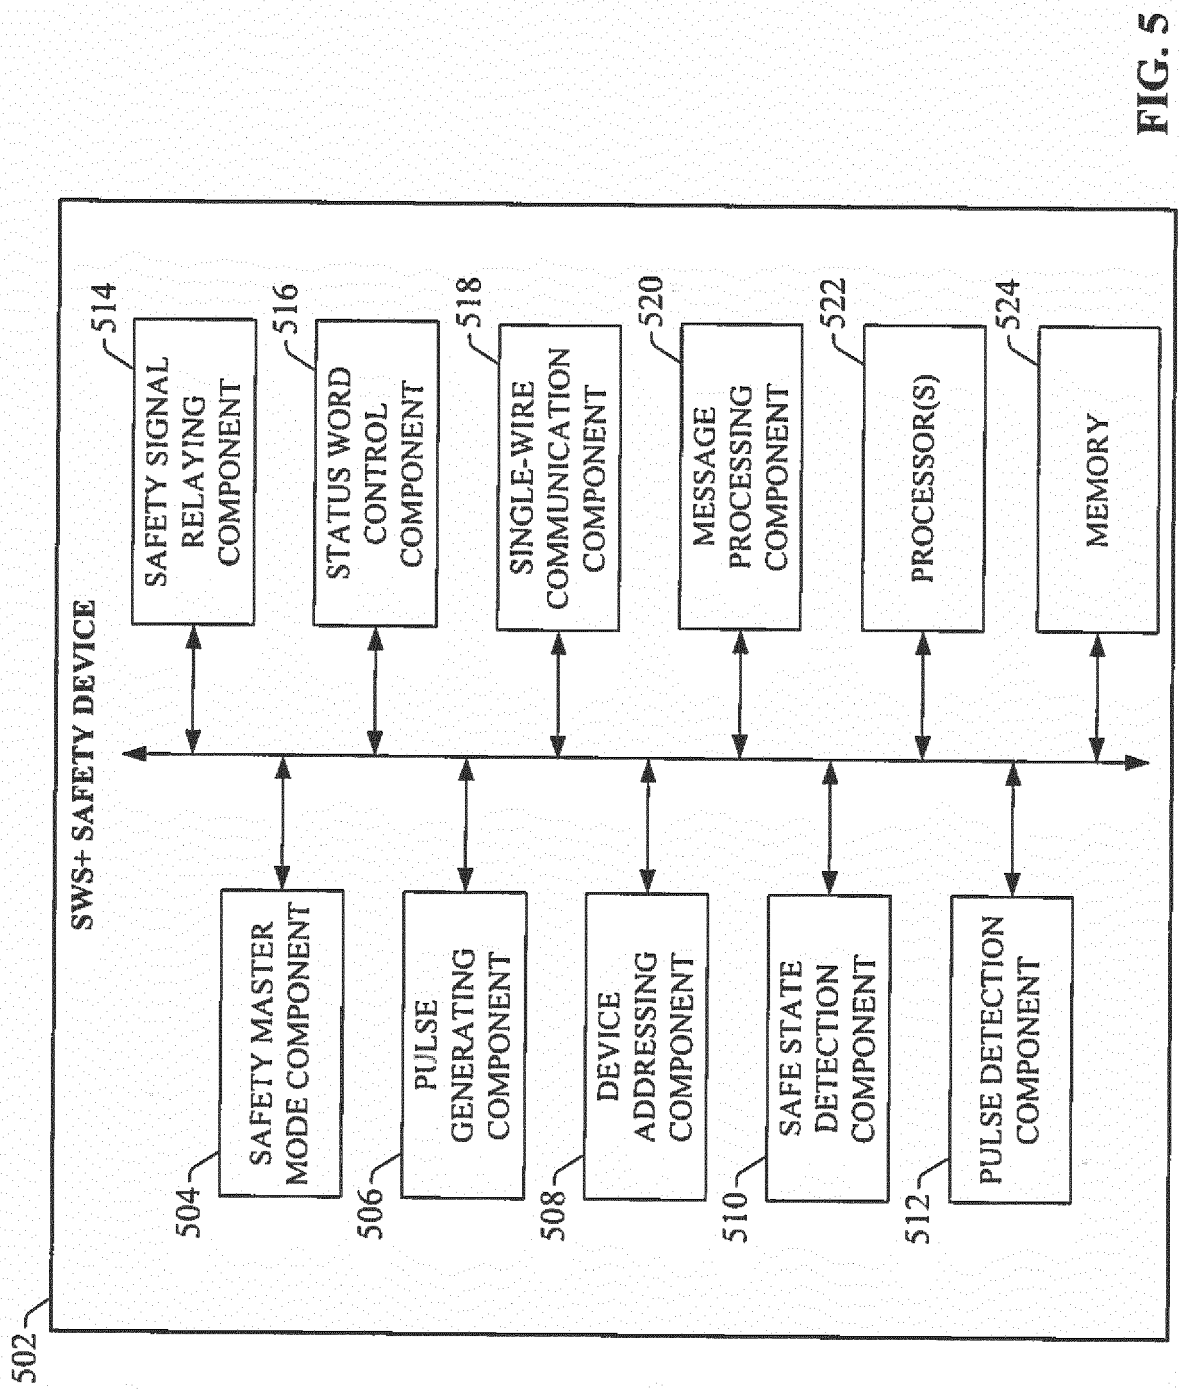 502
SWS+ SAFETY DEVICE
504
SAFETY MASTER
MODE COMPONENT
506
PULSE
GENERATING
COMPONENT
508
DEVICE
ADDRESSING
COMPONENT
510
SAFE STATE
DETECTION
COMPONENT
512
PULSE DETECTION
COMPONENT
514
SAFETY SIGNAL
RELAYING
COMPONENT
516
STATUS WORD
CONTROL
COMPONENT
518
SINGLE-WIRE
COMMUNICATION
COMPONENT
520
MESSAGE
PROCESSING
COMPONENT
522
PROCESSOR(S)
524
MEMORY
FIG. 5